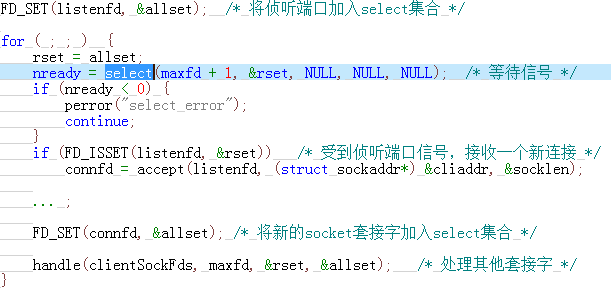 FD_SET(listenfd, &allset); /* 将侦听端口加入select集合 */
for ( ; ; ) {
rset = allset;
nready = select(maxfd + 1, &rset, NULL, NULL, NULL); /* 等待信号 */
if (nready < 0) {
perror("select_error");
continue;
}
if (FD_ISSET(listenfd, &rset)) /* 受到侦听端口信号，接收一个新连接 */
connfd = accept(listenfd, (struct sockaddr*) &cliaddr, &socklen);
... ;
FD_SET(connfd, &allset); /* 将新的socket套接字加入select集合 */
handle(clientSockFds, maxfd, &rset, &allset); /* 处理其他套接字 */
}